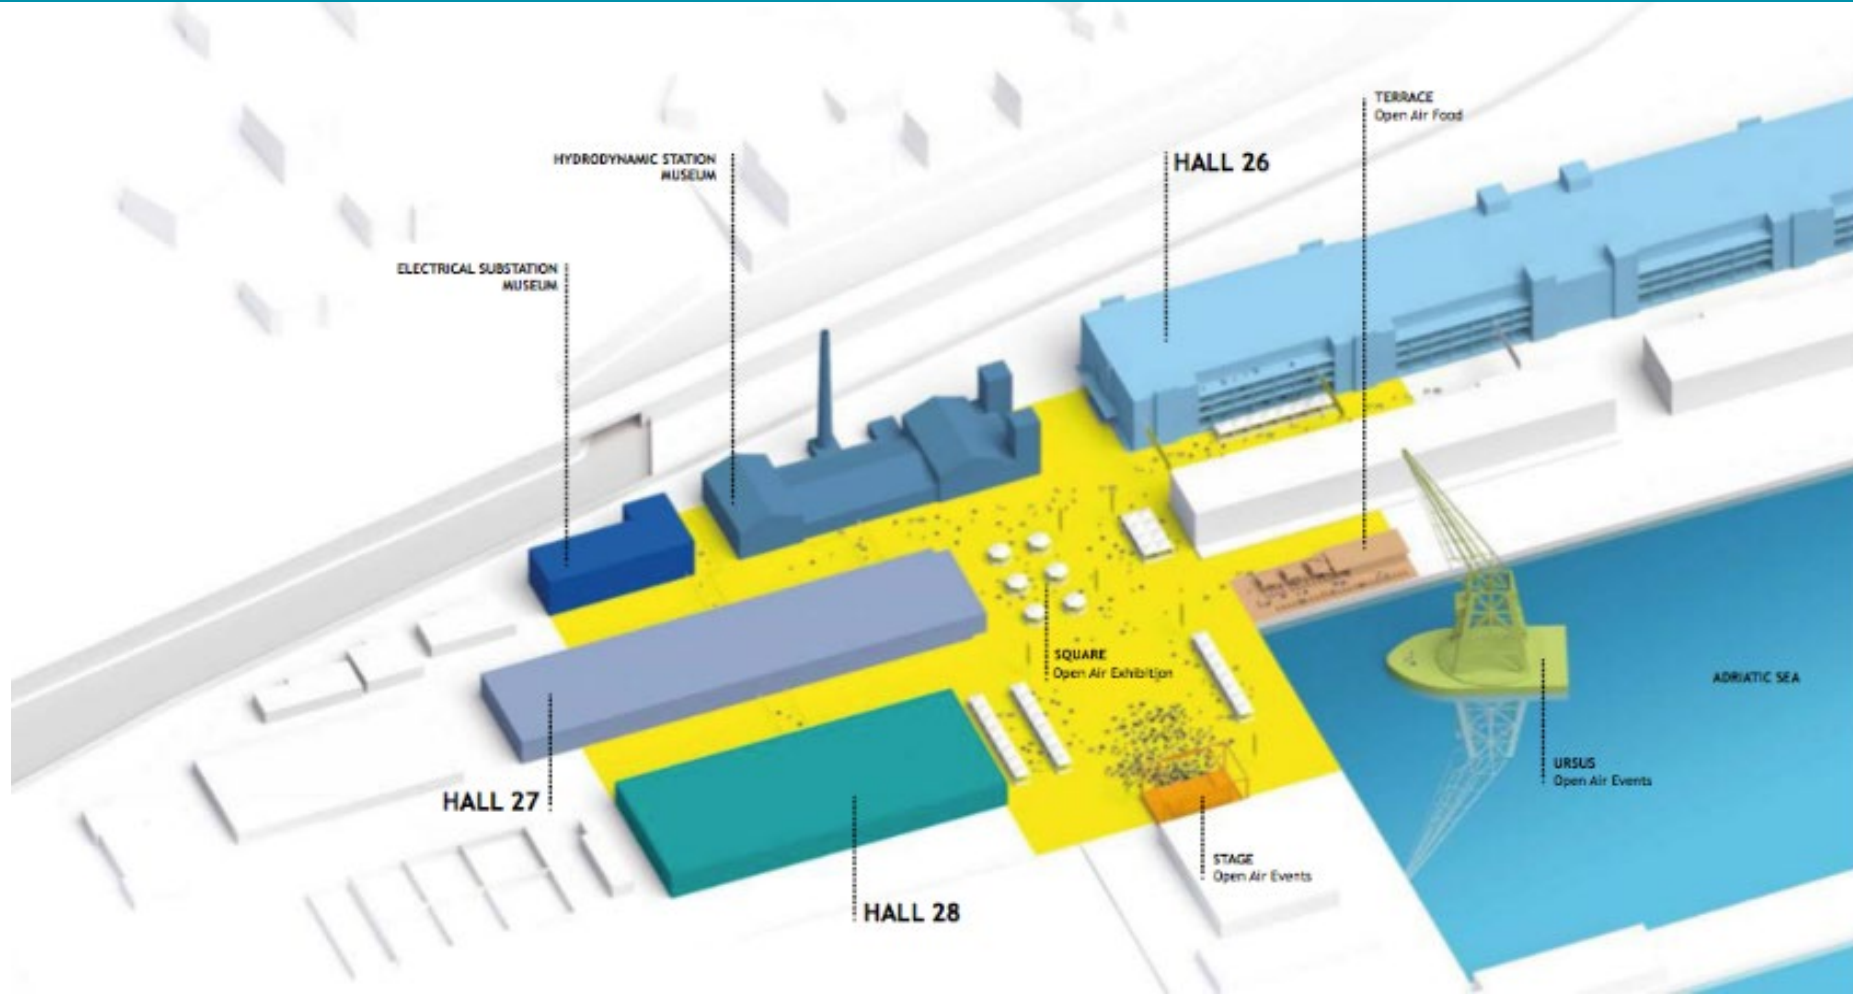 TERRACE
Open Air Food
HYDRODYNAMIC STATION
MUSEUM
HALL 26
ELECTRICAL SUBSTATION
MUSEUM
SQUARE
Open Air Exhibition
ADRIATIC SEA
URSUS
Open Air Events
HALL 27
STAGE
Open Air Events
HALL 28